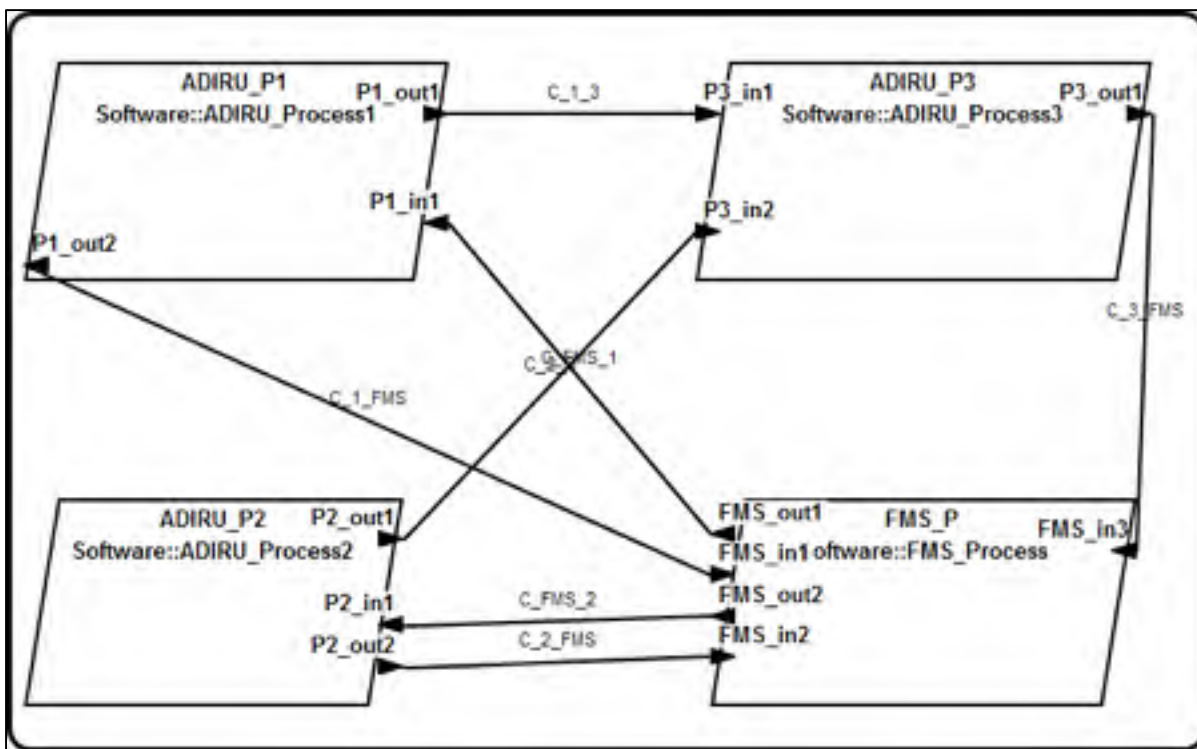 ADIRU_P1
Software::ADIRU_Process1
P1_out1
P1_in1
P1_out2
C_1_3
ADIRU_P3
Software::ADIRU_Process3
P3_in1
P3_out1
P3_in2
C_3_FMS
C_FMS_1
C_1_FMS
ADIRU_P2
Software::ADIRU_Process2
P2_out1
P2_in1
P2_out2
C_FMS_2
C_2_FMS
FMS_P
oftware::FMS_Process
FMS_out1
FMS_in1
FMS_out2
FMS_in2
FMS_in3